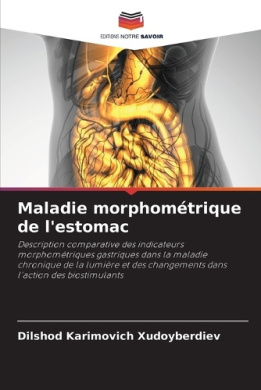 EDITIONS NOTRE SAVOIR
Maladie morphométrique
de l'estomac
Description comparative des indicateurs
morphométriques gastriques dans la maladie
chronique de la lumière et des changements dans
l'action des biostimulants
Dilshod Karimovich Xudoyberdiev